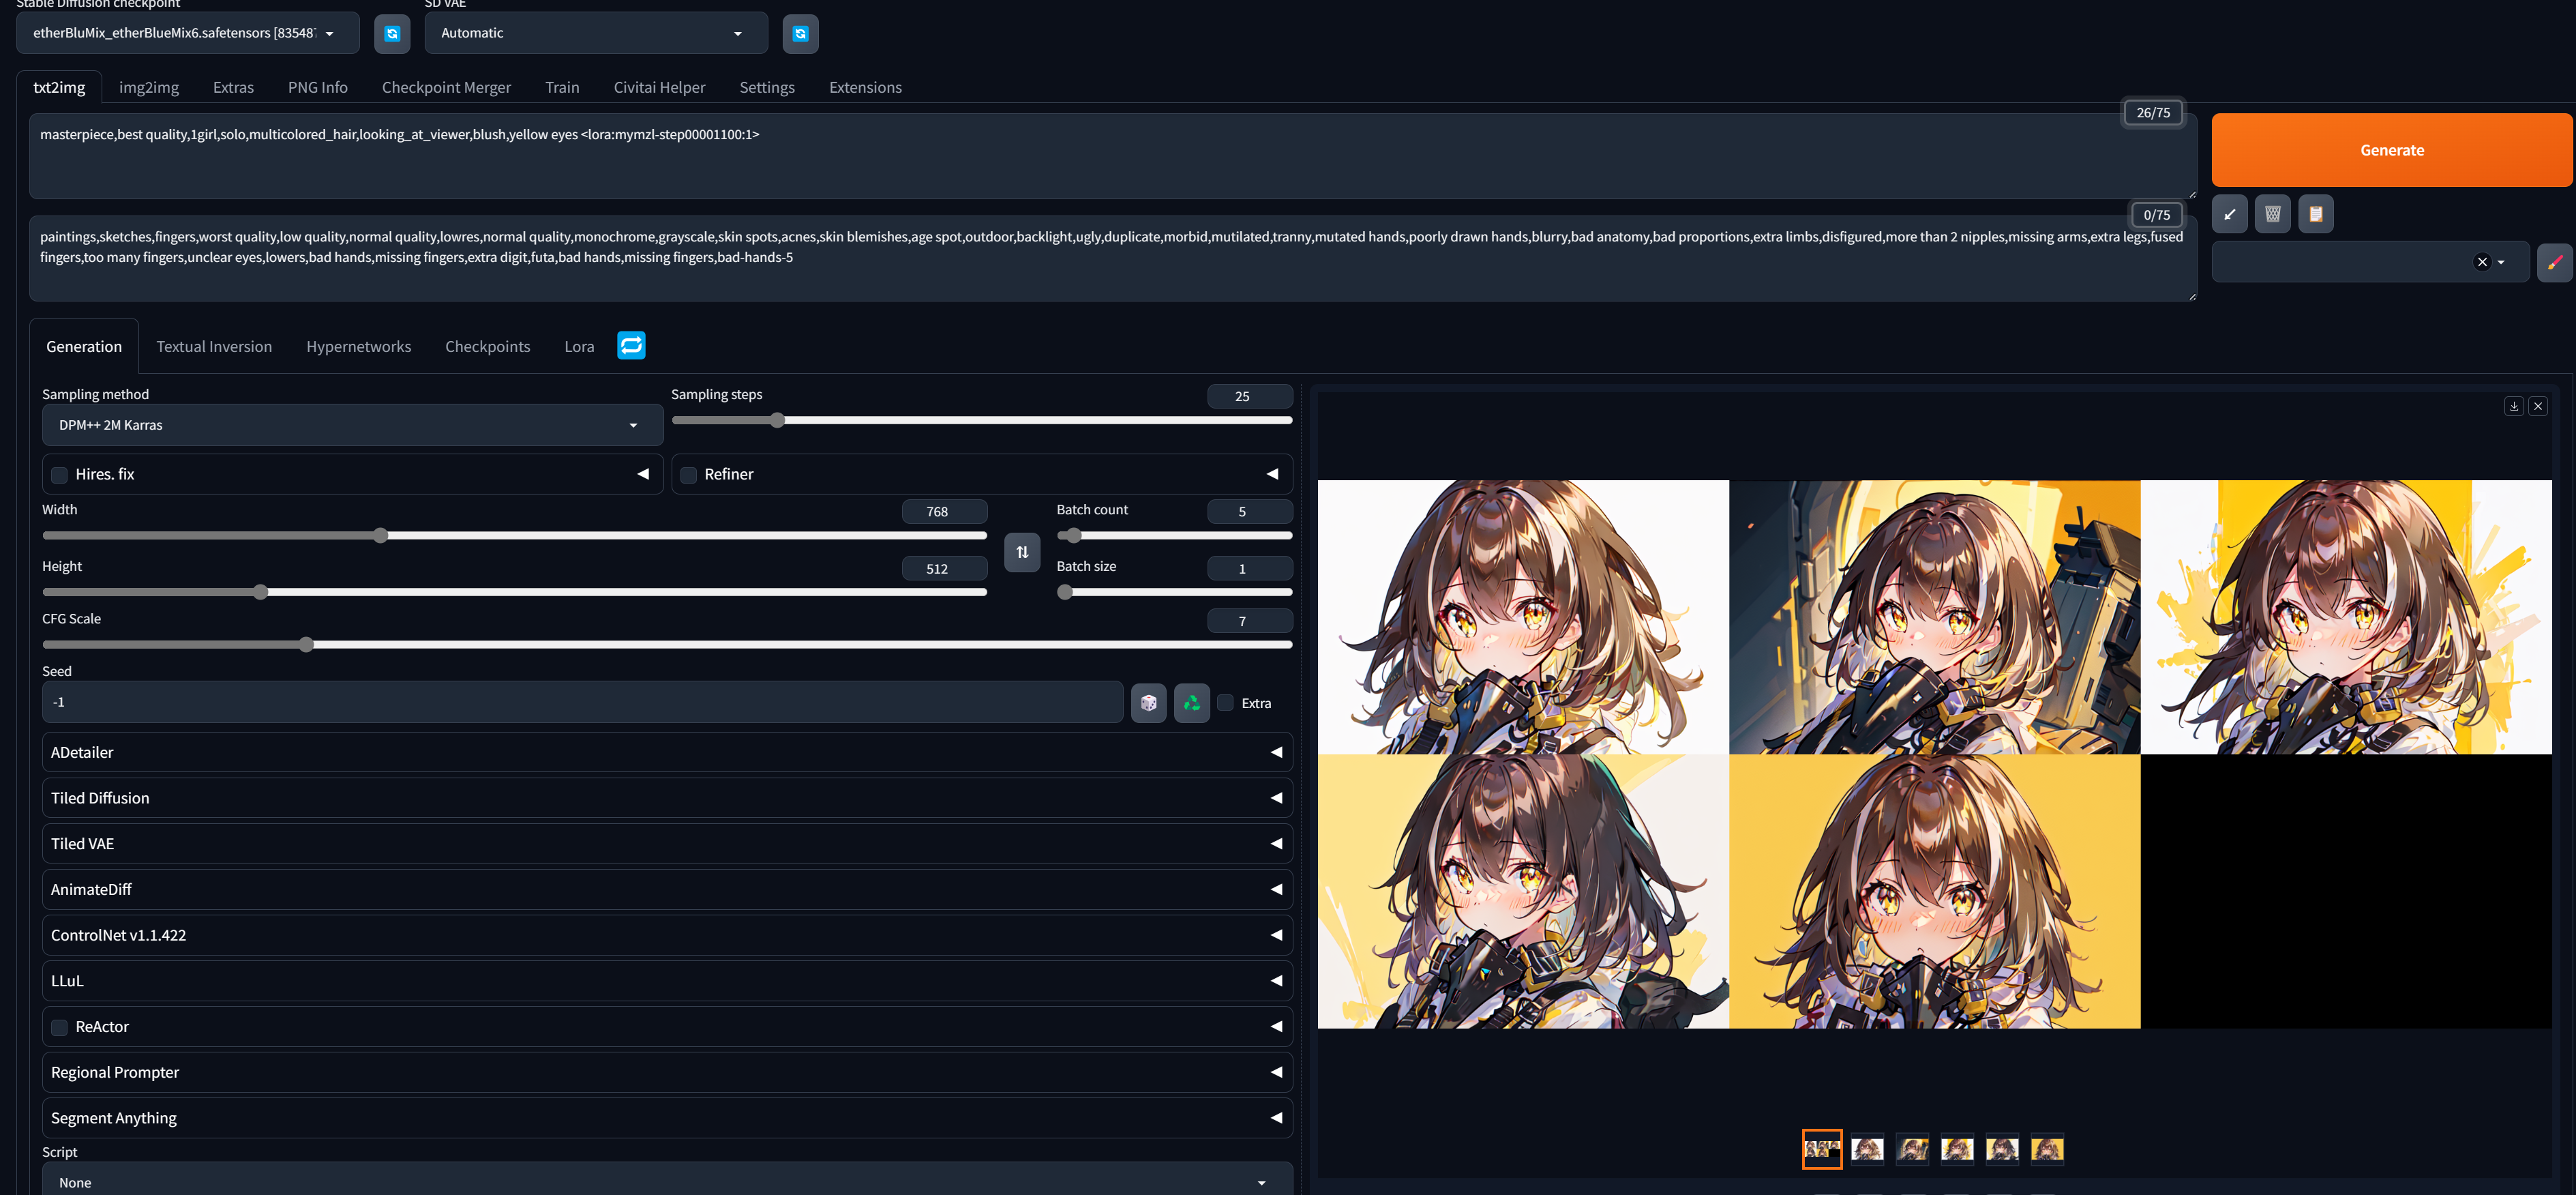 Stable Diffusion checkpoint
SD VAE
etherBluMix_etherBlueMix6.safetensors [83548
Automatic
txt2img
img2img
Extras
PNG Info
Checkpoint Merger
Train
Civitai Helper
Settings
Extensions
26/75
masterpiece,best quality,1girl,solo,multicolored_hair,looking_at_viewer,blush,yellow eyes <lora:mymzl-step00001100:1>
Generate
0/75
paintings,sketches,fingers,worst quality,low quality,normal quality,lowres,normal quality,monochrome,grayscale,skin spots,acnes,skin blemishes,age spot,outdoor,backlight,ugly,duplicate,morbid,mutilated,tranny,mutated hands,poorly drawn hands,blurry,bad anatomy,bad proportions,extra limbs,disfigured,more than 2 nipples,missing arms,extra legs,fused
fingers,too many fingers,unclear eyes,lowers,bad hands,missing fingers,extra digit,futa,bad hands,missing fingers,bad-hands-5
Generation
Textual Inversion
Hypernetworks
Checkpoints
Lora
Sampling method
DPM++ 2M Karras
Sampling steps
25
Hires. fix
Refiner
Width
768
Batch count
5
Height
512
Batch size
1
CFG Scale
7
Seed
-1
Extra
ADetailer
Tiled Diffusion
Tiled VAE
AnimateDiff
ControlNet v1.1.422
LLuL
ReActor
Regional Prompter
Segment Anything
Script
None